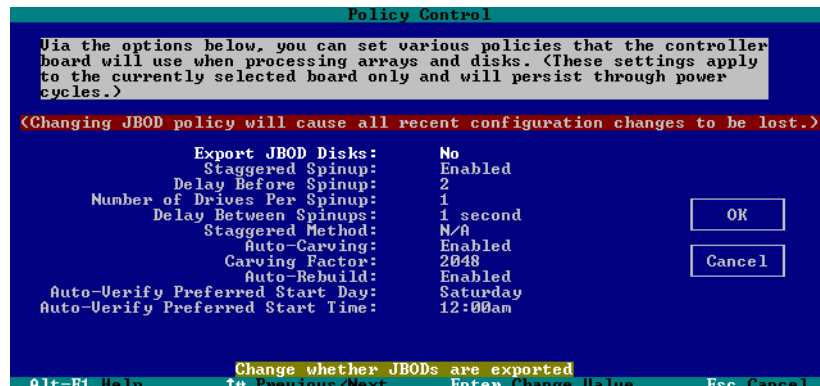 Policy Control
Via the options below, you can set various policies that the controller
board will use when processing arrays and disks. (These settings apply
to the currently selected board only and will persist through power
cycles.)
(Changing JBOD policy will cause all recent configuration changes to be lost.)
Export JBOD Disks: No
Staggered Spinup: Enabled
Delay Before Spinup: 2
Number of Drives Per Spinup: 1
Delay Between Spinups: 1 second
Staggered Method: N/A
Auto-Carving: Enabled
Carving Factor: 2048
Auto-Rebuild: Enabled
Auto-Verify Preferred Start Day: Saturday
Auto-Verify Preferred Start Time: 12:00am
OK
Cancel
Change whether JBODs are exported
Alt-F1 Help ↑↓ Previous/Next Enter Change Value Esc Cancel